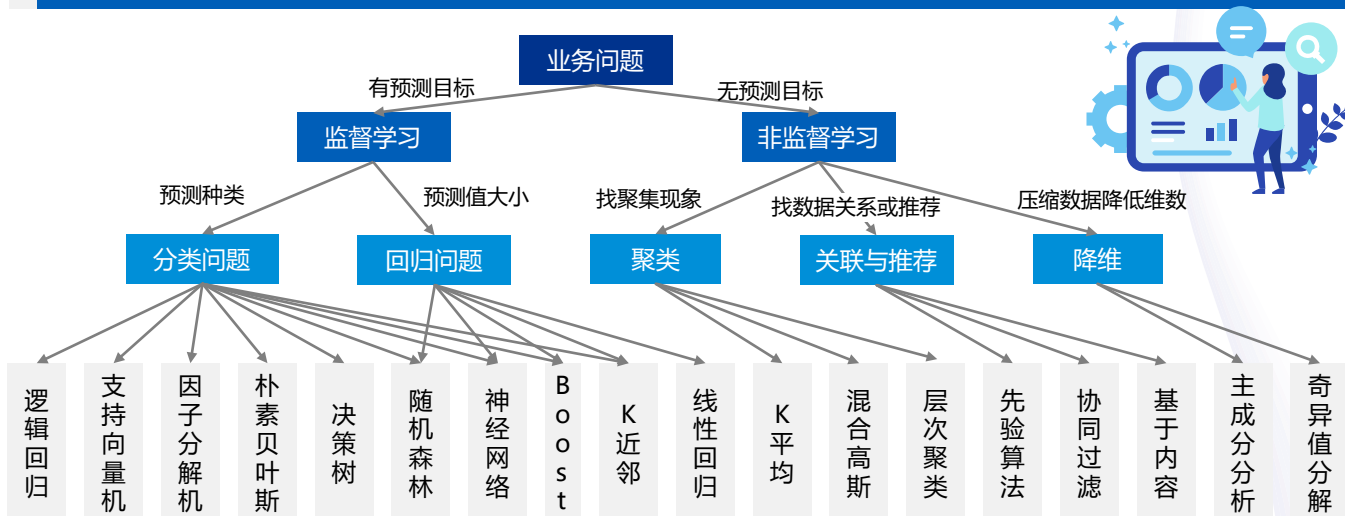 业务问题
有预测目标
无预测目标
监督学习
非监督学习
预测种类
预测值大小
找聚集现象
找数据关系或推荐
压缩数据降低维数
分类问题
回归问题
聚类
关联与推荐
降维
逻辑回归
支持向量机
因子分解机
朴素贝叶斯
决策树
随机森林
神经网络
Boost
K近邻
线性回归
K平均
混合高斯
层次聚类
先验算法
协同过滤
基于内容
主成分分析
奇异值分解